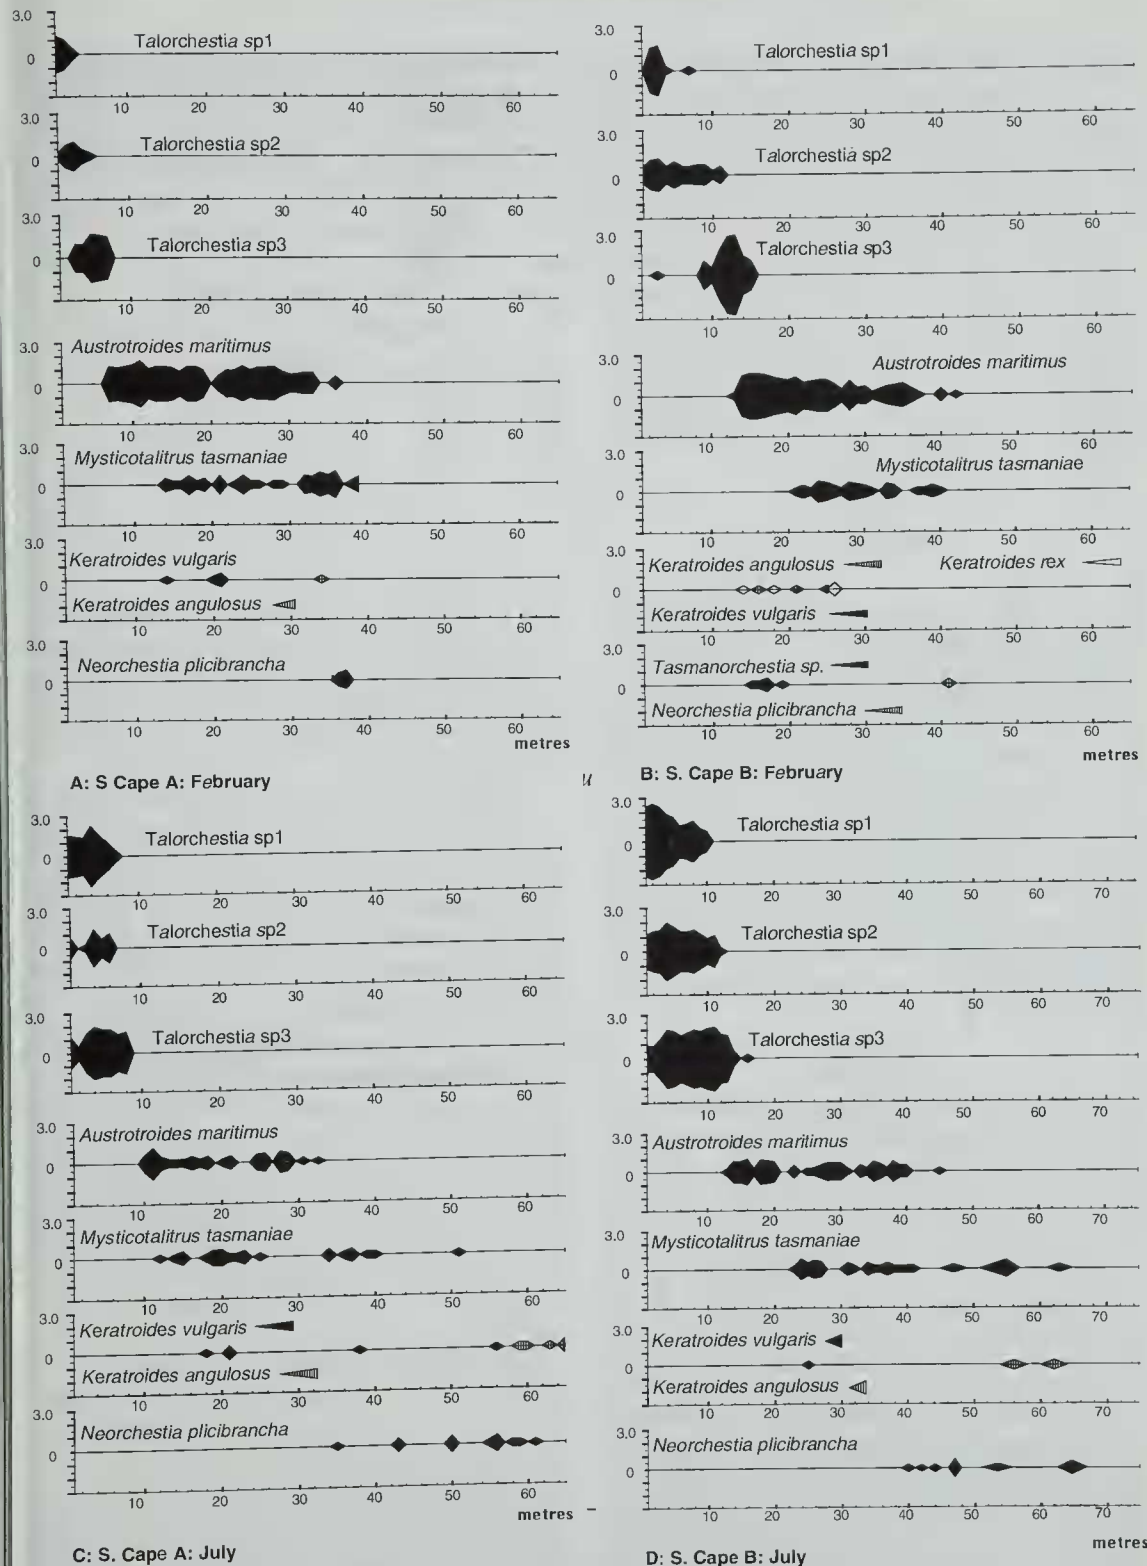 3.0
Talorchestia sp1
0
10 20 30 40 50 60
3.0
Talorchestia sp2
0
10 20 30 40 50 60
3.0
Talorchestia sp3
0
10 20 30 40 50 60
3.0
Austrotroides maritimus
0
10 20 30 40 50 60
3.0
Mysticotalitrus tasmaniae
0
10 20 30 40 50 60
3.0
Keratroides vulgaris
0
Keratroides angulosus
10 20 30 40 50 60
3.0
Neorchestia plicibrancha
0
10 20 30 40 50 60
metres
A: S Cape A: February
3.0
Talorchestia sp1
0
10 20 30 40 50 60
3.0
Talorchestia sp2
0
10 20 30 40 50 60
3.0
Talorchestia sp3
0
10 20 30 40 50 60
3.0
Austrotroides maritimus
0
10 20 30 40 50 60
3.0
Mysticotalitrus tasmaniae
0
10 20 30 40 50 60
3.0
Keratroides angulosus Keratroides rex
0
Keratroides vulgaris
10 20 30 40 50 60
3.0
Tasmanorchestia sp.
0
Neorchestia plicibrancha
10 20 30 40 50 60
metres
B: S. Cape B: February
3.0
Talorchestia sp1
0
10 20 30 40 50 60
3.0
Talorchestia sp2
0
10 20 30 40 50 60
3.0
Talorchestia sp3
0
10 20 30 40 50 60
3.0
Austrotroides maritimus
0
10 20 30 40 50 60
3.0
Mysticotalitrus tasmaniae
0
10 20 30 40 50 60
3.0
Keratroides vulgaris
0
Keratroides angulosus
10 20 30 40 50 60
3.0
Neorchestia plicibrancha
0
10 20 30 40 50 60
metres
C: S. Cape A: July
3.0
Talorchestia sp1
0
10 20 30 40 50 60 70
3.0
Talorchestia sp2
0
10 20 30 40 50 60 70
3.0
Talorchestia sp3
0
10 20 30 40 50 60 70
3.0
Austrotroides maritimus
0
10 20 30 40 50 60 70
3.0
Mysticotalitrus tasmaniae
0
10 20 30 40 50 60 70
3.0
Keratroides vulgaris
0
Keratroides angulosus
10 20 30 40 50 60 70
3.0
Neorchestia plicibrancha
0
10 20 30 40 50 60 70
metres
D: S. Cape B: July